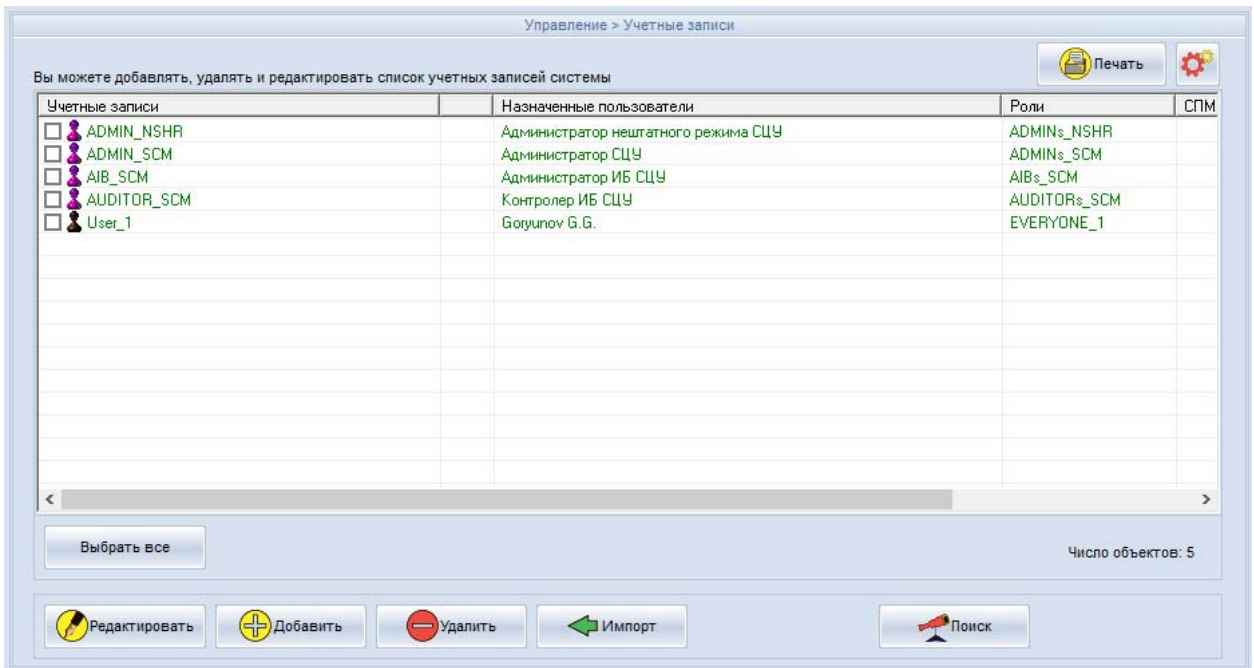 Управление > Учетные записи
Печать
Вы можете добавлять, удалять и редактировать список учетных записей системы
Учетные записи Назначенные пользователи Роли СПМ
ADMIN_NSHR Администратор нештатного режима СЦУ ADMINs_NSHR
ADMIN_SCM Администратор СЦУ ADMINs_SCM
AIB_SCM Администратор ИБ СЦУ AIBs_SCM
AUDITOR_SCM Контролер ИБ СЦУ AUDITORs_SCM
User_1 Goryunov G.G. EVERYONE_1
Выбрать все Число объектов: 5
Редактировать Добавить Удалить Импорт Поиск